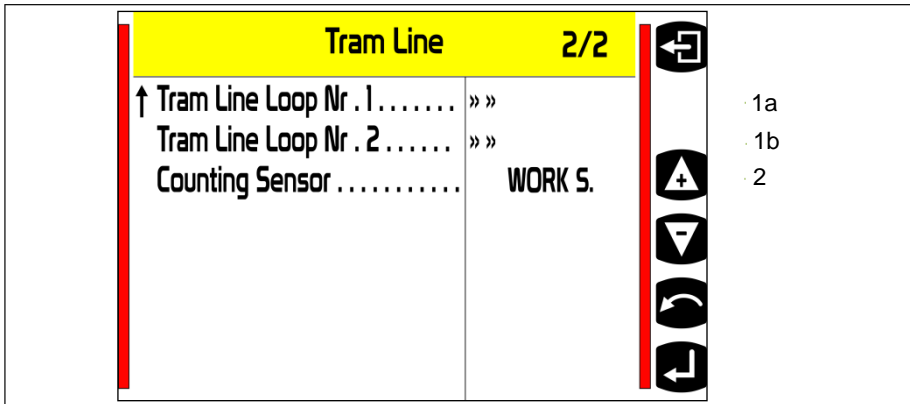 Tram Line 2/2
Tram Line Loop Nr .1....... » » 1a
Tram Line Loop Nr . 2...... » » 1b
Counting Sensor........... WORK S. 2
+
-